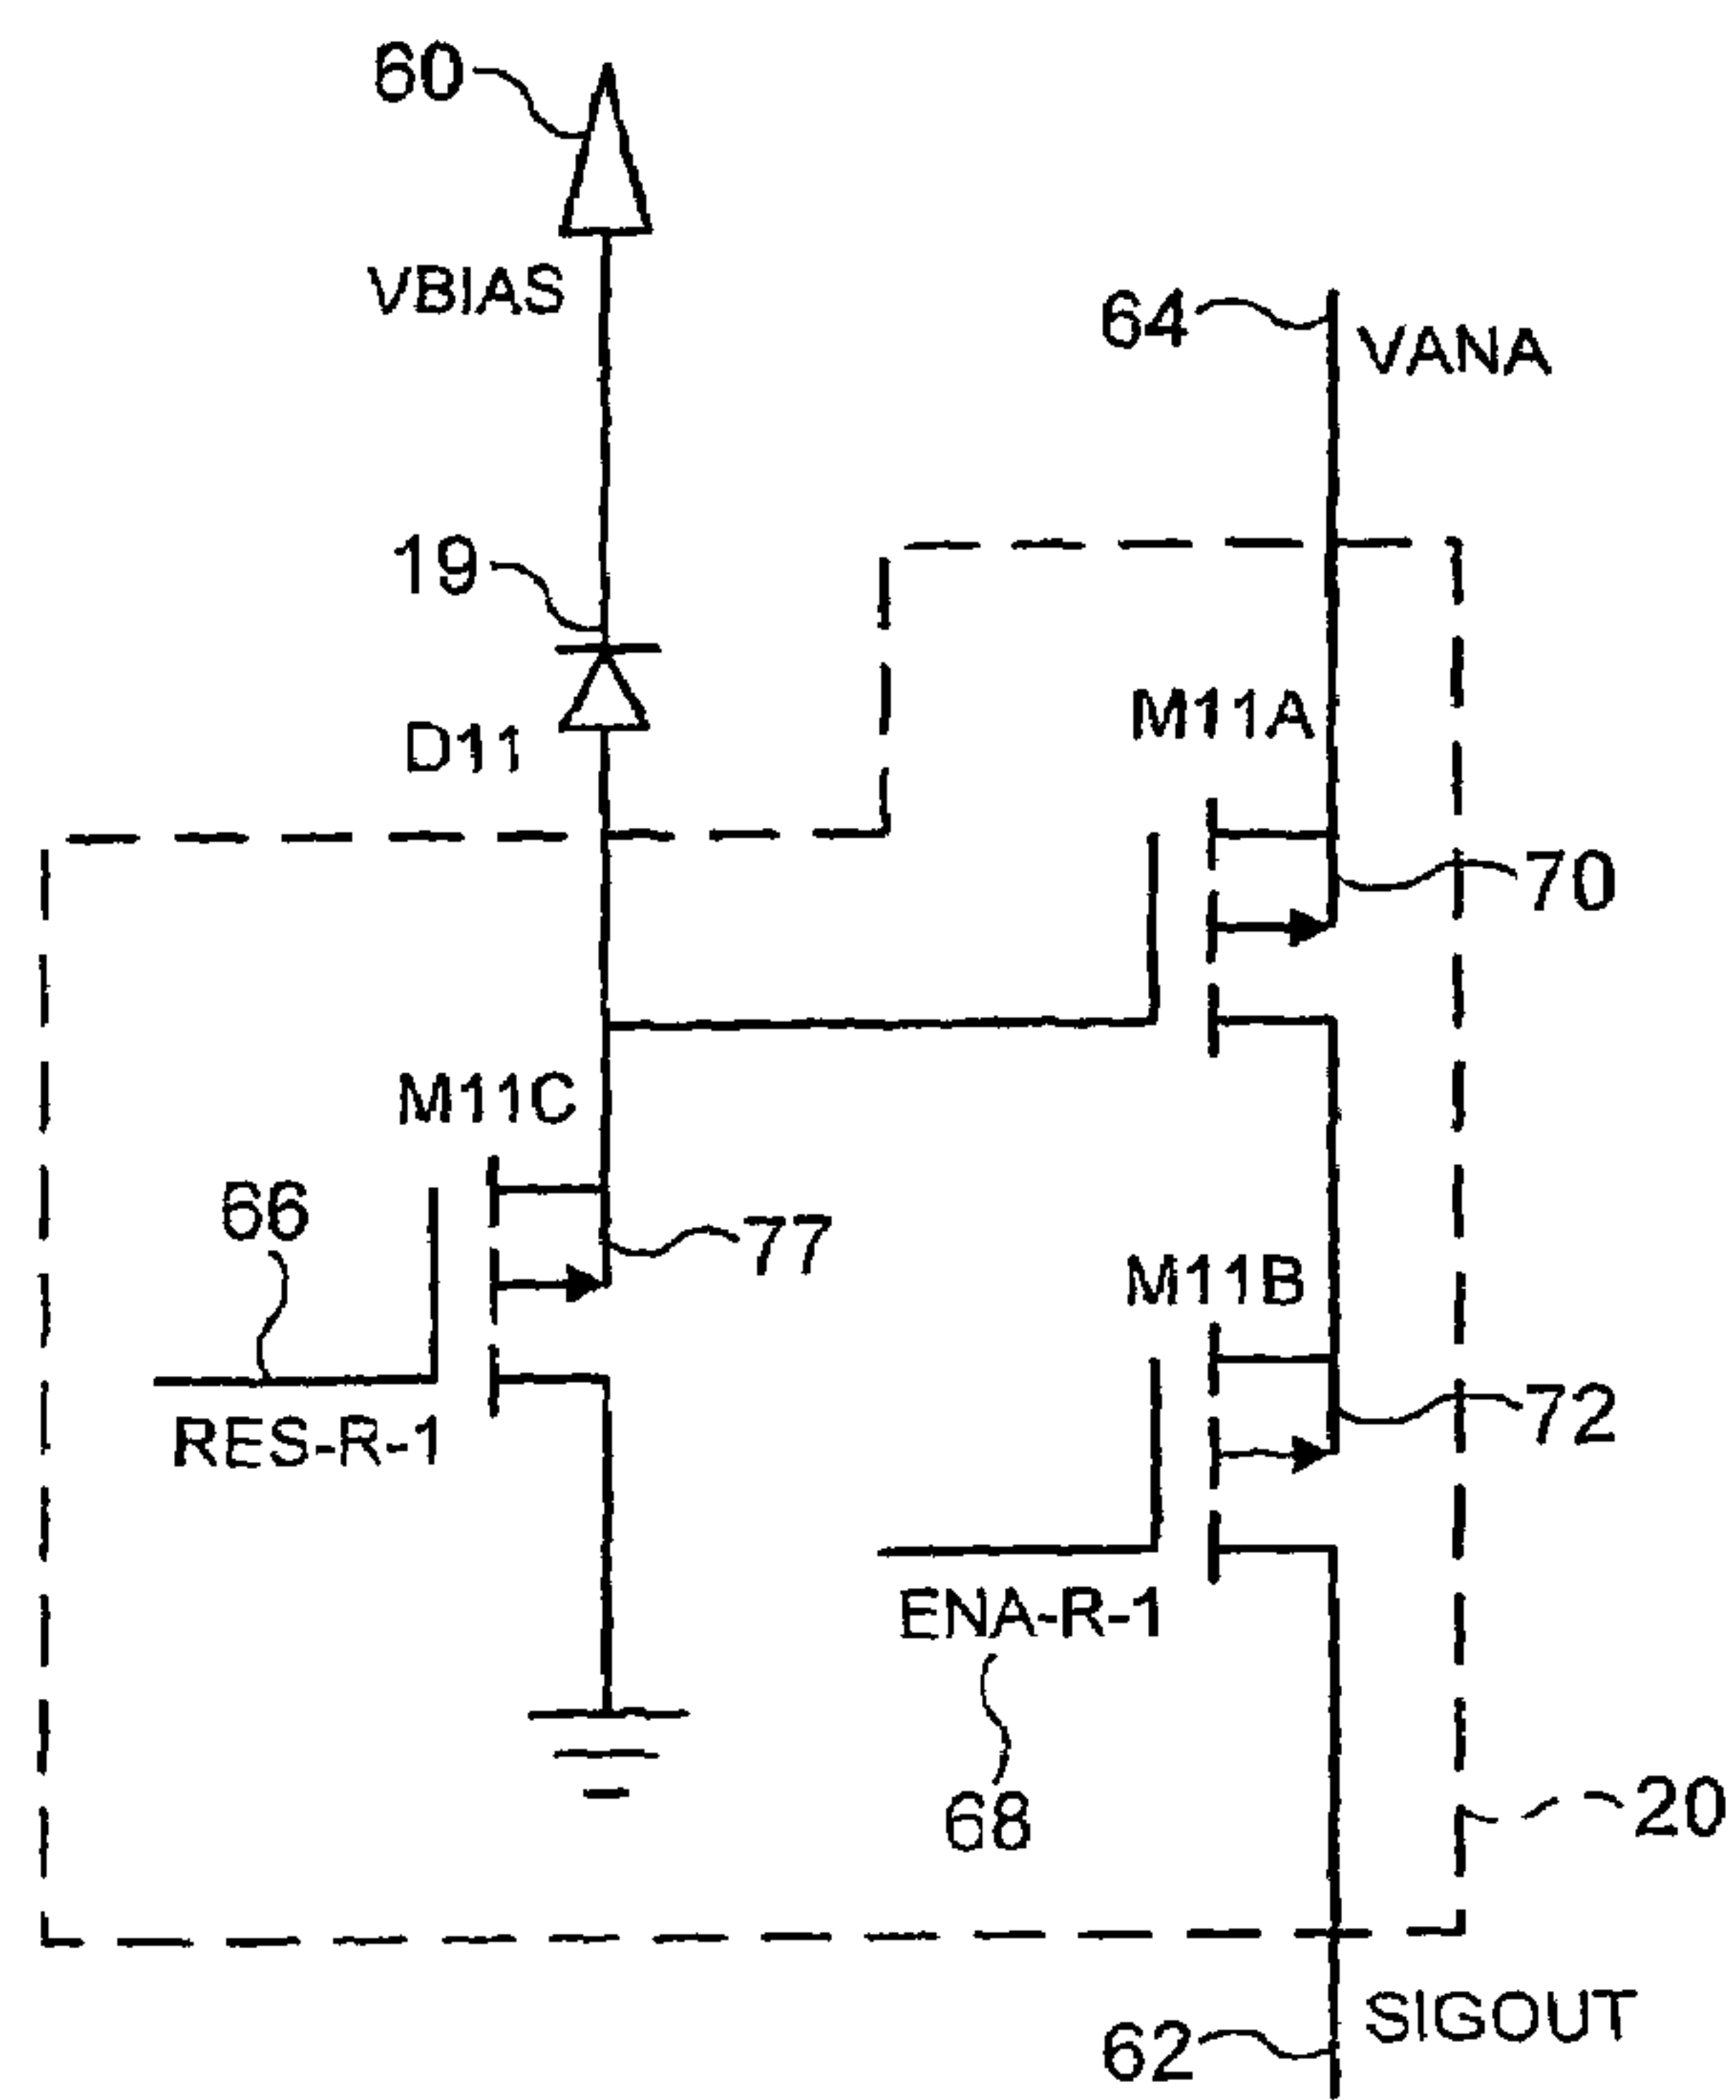 60
VBIAS
64
VANA
19
D11
M11A
70
M11C
66
77
M11B
72
RES-R-1
ENA-R-1
68
20
SIGOUT
62